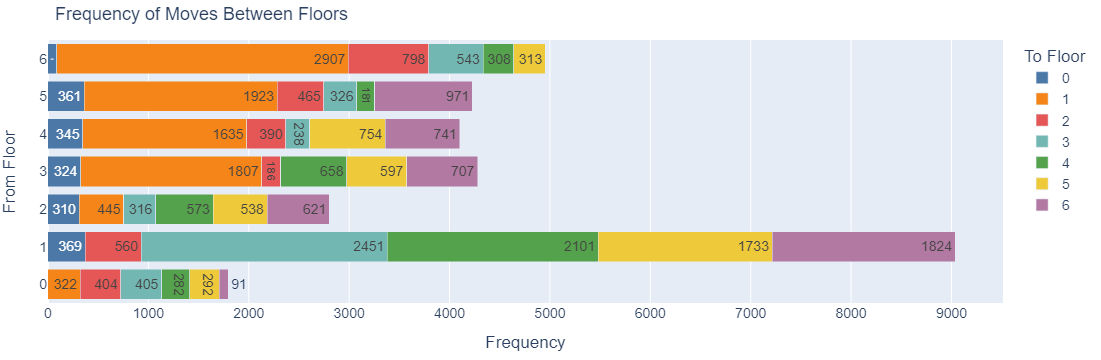 Frequency of Moves Between Floors
6 2907 798 543 308 313
5 361 1923 465 326 181 971
4 345 1635 390 238 754 741
3 324 1807 186 658 597 707
2 310 445 316 573 538 621
1 369 560 2451 2101 1733 1824
0 322 404 405 282 292 91
0 1000 2000 3000 4000 5000 6000 7000 8000 9000
Frequency
From Floor
To Floor
0
1
2
3
4
5
6